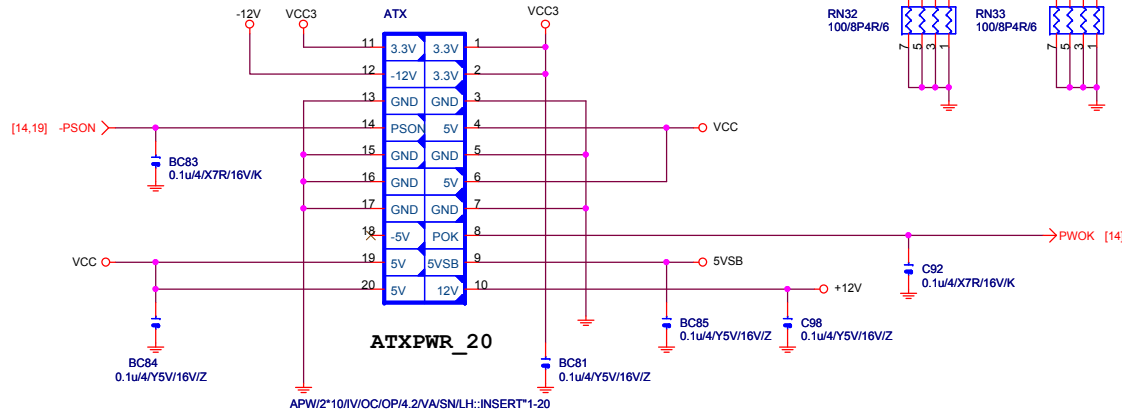 -12V VCC3 ATX VCC3
RN32
100/8P4R/6
7 5 3 1
RN33
100/8P4R/6
7 5 3 1
11 3.3V 3.3V 1
12 -12V 3.3V 2
13 GND GND 3
[14,19] -PSON 14 PSON 5V 4 VCC
15 GND GND 5
16 GND 5V 6
17 GND GND 7
18 -5V POK 8 PWOK [14]
VCC 19 5V 5VSB 9 5VSB
20 5V 12V 10 +12V
BC83
0.1u/4/X7R/16V/K
C92
0.1u/4/X7R/16V/K
BC85
0.1u/4/Y5V/16V/Z
C98
0.1u/4/Y5V/16V/Z
ATXPWR_20
BC84
0.1u/4/Y5V/16V/Z
BC81
0.1u/4/Y5V/16V/Z
APW/2*10/IV/OC/OP/4.2/VA/SN/LH::INSERT"1-20